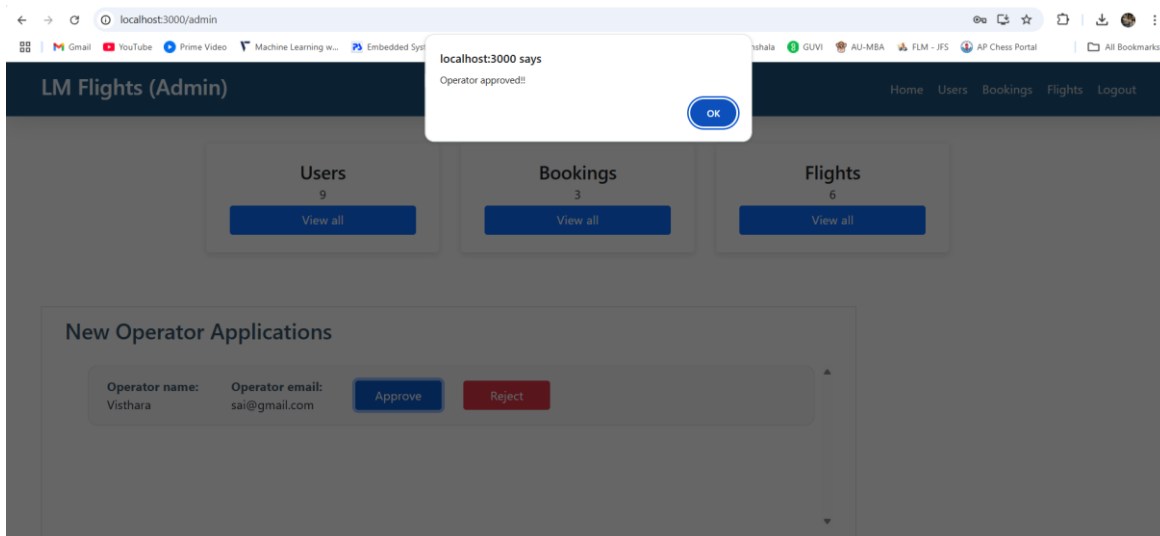 localhost:3000/admin
Gmail YouTube Prime Video Machine Learning w... Embedded Syst GUVI AU-MBA FLM - JFS AP Chess Portal All Bookmarks
localhost:3000 says
Operator approved!!
OK
LM Flights (Admin) Home Users Bookings Flights Logout
Users Bookings Flights
9 3 6
View all View all View all
New Operator Applications
Operator name: Operator email: Approve Reject
Visthara sai@gmail.com